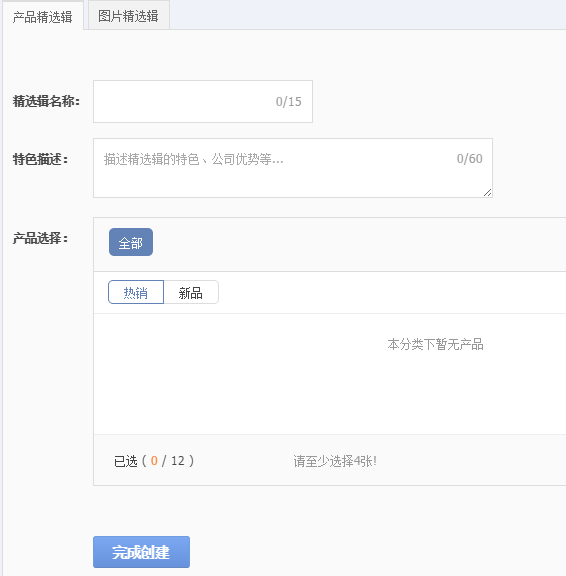 产品精选辑 图片精选辑
精选辑名称： 0/15
特色描述： 描述精选辑的特色、公司优势等... 0/60
产品选择： 全部
热销 新品
本分类下暂无产品
已选 ( 0 / 12 ) 请至少选择4张!
完成创建